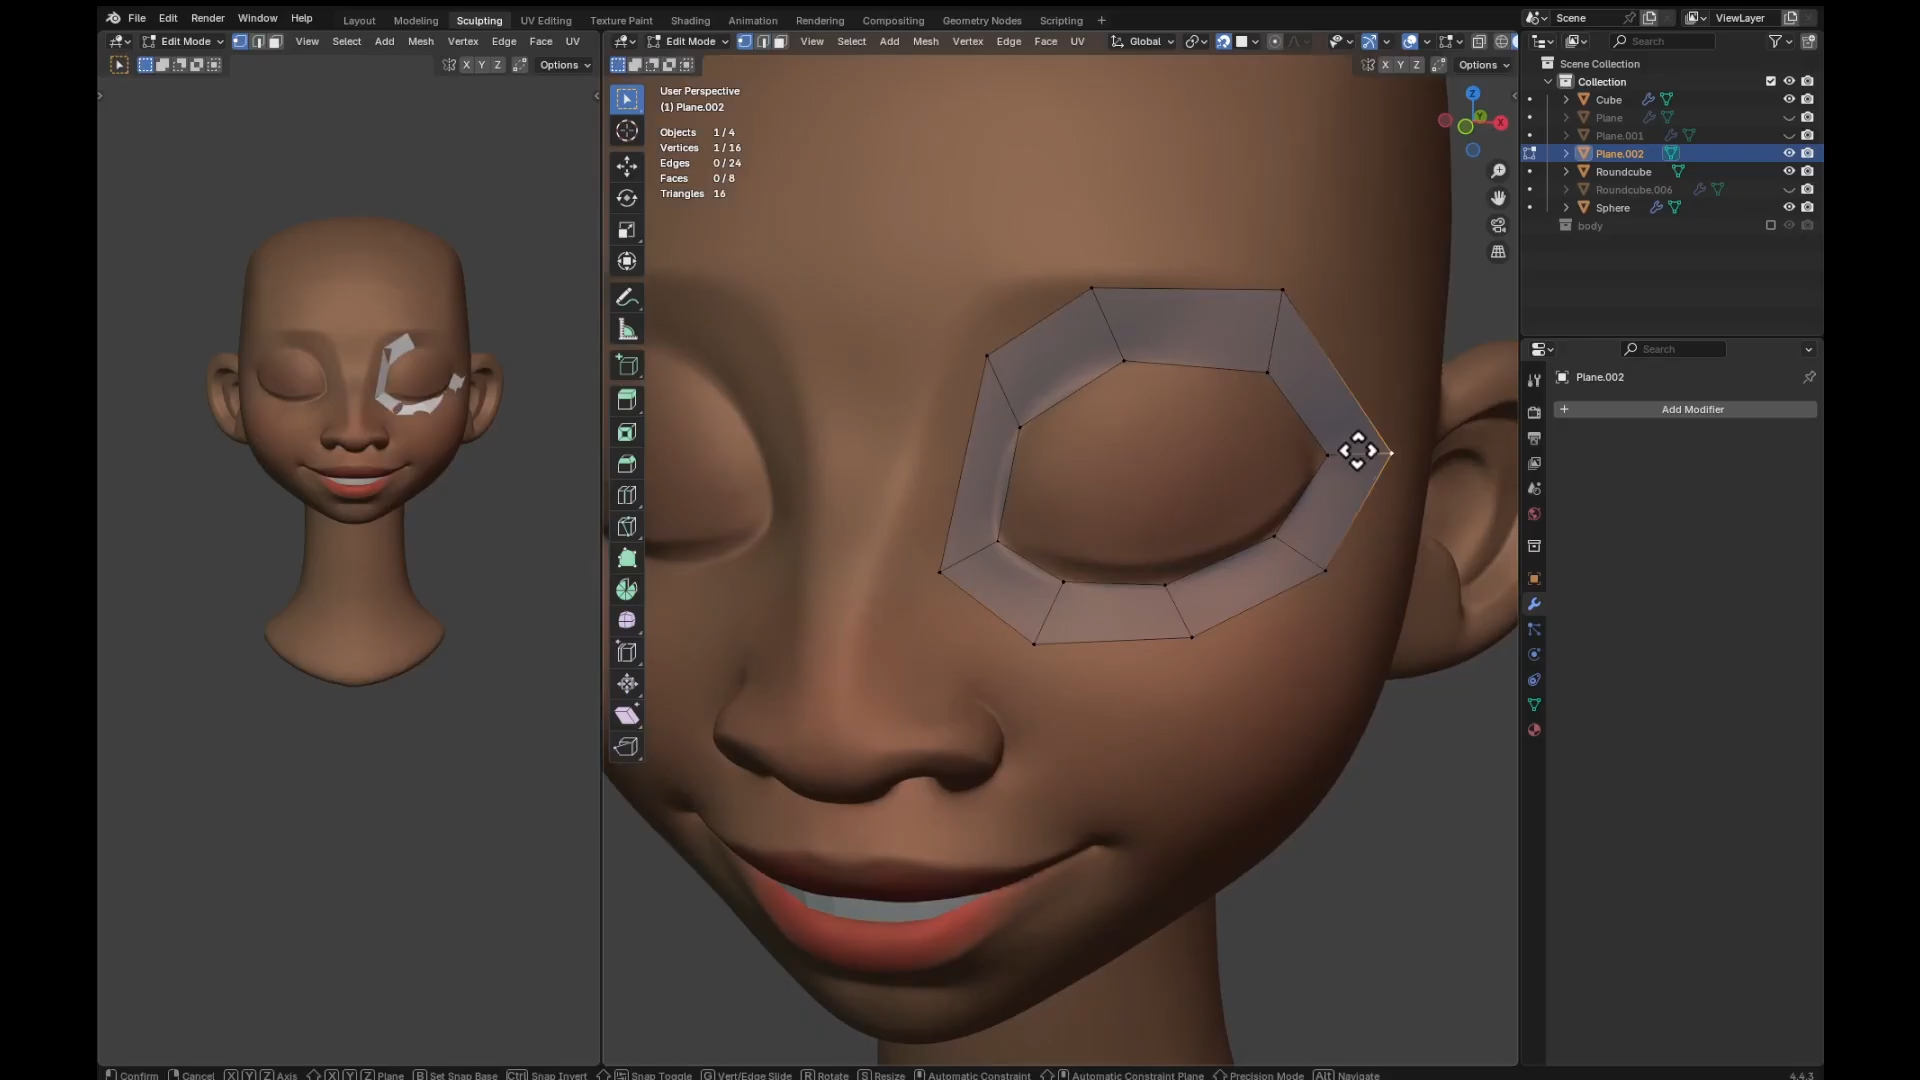 File Edit Render Window Help
Layout Modeling Sculpting UV Editing Texture Paint Shading Animation Rendering Compositing Geometry Nodes Scripting +
Scene
ViewLayer
Edit Mode View Select Add Mesh Vertex Edge Face UV
Edit Mode View Select Add Mesh Vertex Edge Face UV Global
Search
X Y Z Options
X Y Z Options
Scene Collection
Collection
Cube
Plane
Plane.001
Plane.002
Roundcube
Roundcube.006
Sphere
body
User Perspective
(1) Plane.002
Objects 1 / 4
Vertices 1 / 16
Edges 0 / 24
Faces 0 / 8
Triangles 16
Z
Y
X
Search
Plane.002
+ Add Modifier
Confirm Cancel X Y Z Axis X Y Z Plane B Set Snap Base Ctrl Snap Invert Snap Toggle G Vert/Edge Slide R Rotate S Resize Automatic Constraint Automatic Constraint Plane Precision Mode Alt Navigate
4.4.3